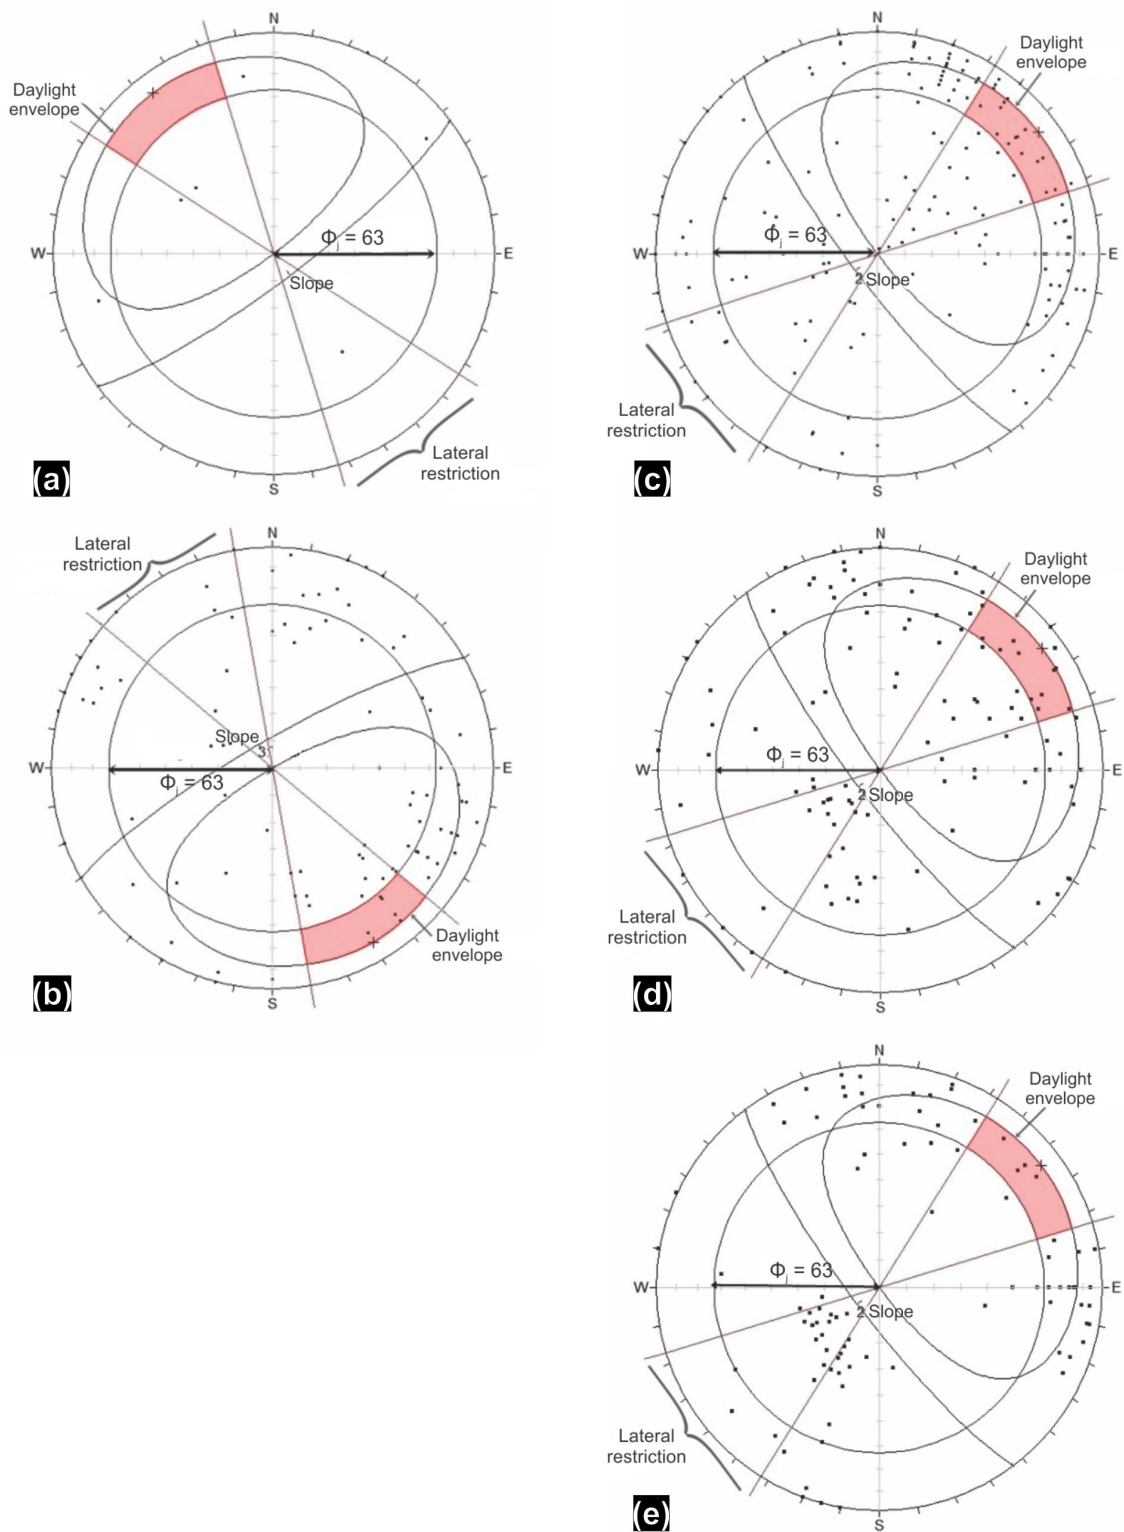 N
Daylight
envelope
W
E
Φj = 63
Slope
S
Lateral
restriction
(a)
N
Daylight
envelope
W
E
Φj = 63
2 Slope
S
Lateral
restriction
(c)
N
Lateral
restriction
W
E
Slope
3
Φj = 63
S
Daylight
envelope
(b)
N
Daylight
envelope
W
E
Φj = 63
2 Slope
S
Lateral
restriction
(d)
N
Daylight
envelope
W
E
Φj = 63
2 Slope
S
Lateral
restriction
(e)